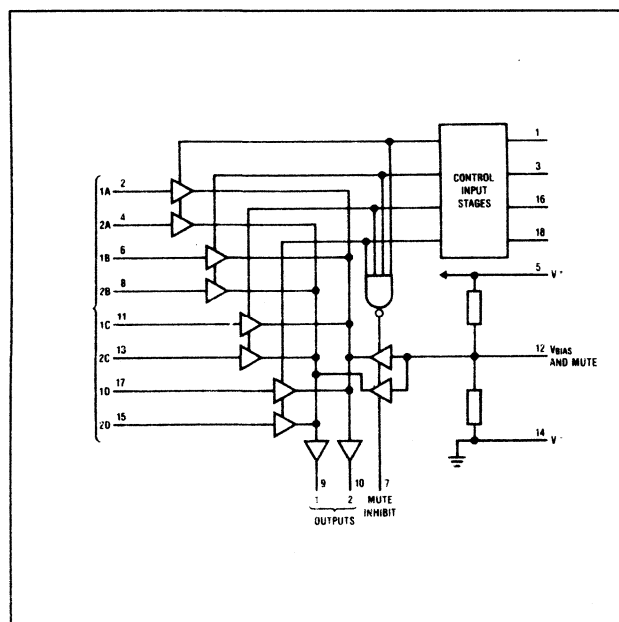 1A 2
2A 4
1B 6
2B 8
1C 11
2C 13
1D 17
2D 15
CONTROL
INPUT
STAGES
1
3
16
18
5 V+
12 VBIAS
AND MUTE
14 V-
9 10 7
1 2 MUTE
INHIBIT
OUTPUTS